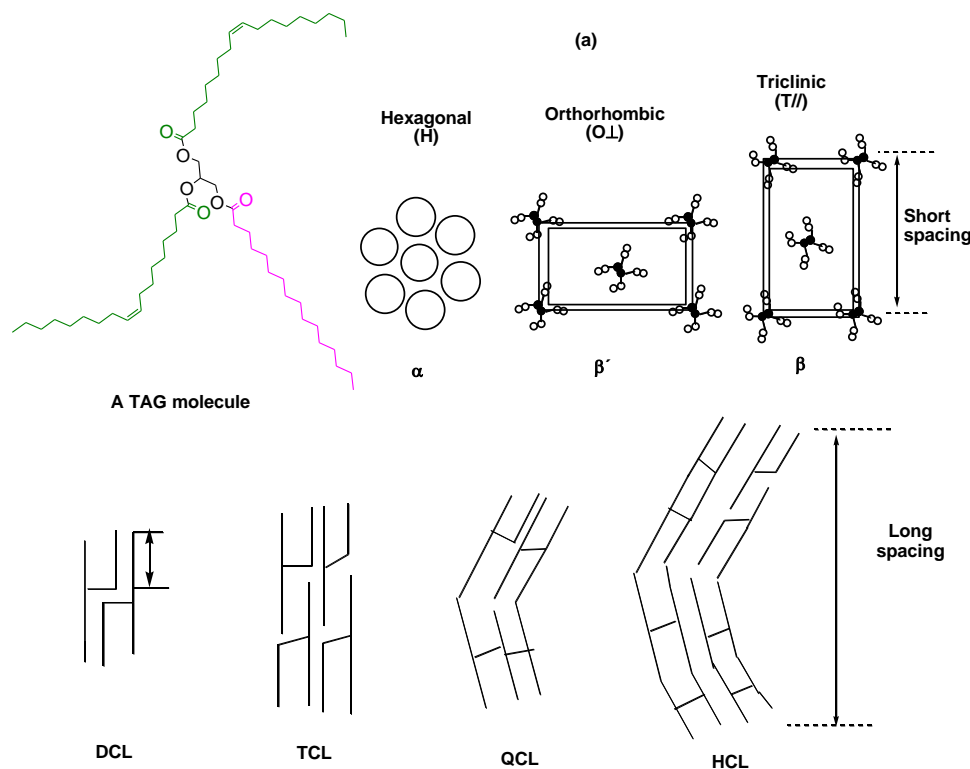 (a)
Triclinic
(T//)
Hexagonal
(H)
Orthorhombic
(O⊥)
O
O
O
O
O
O
Short
spacing
α
β´
β
A TAG molecule
Long
spacing
DCL
TCL
QCL
HCL